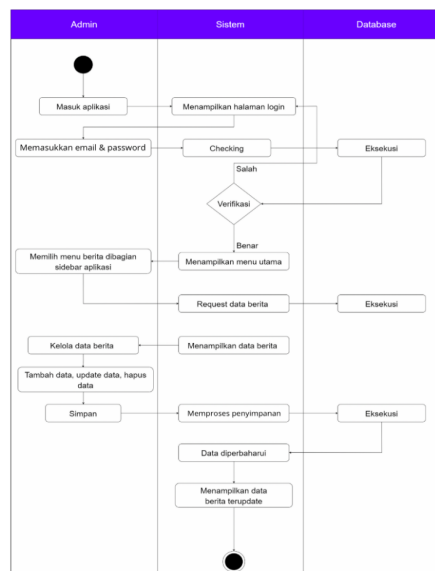 Admin
Sistem
Database
Masuk aplikasi
Menampilkan halaman login
Memasukkan email & password
Checking
Eksekusi
Salah
Verifikasi
Benar
Memilih menu berita dibagian
sidebar aplikasi
Menampilkan menu utama
Request data berita
Eksekusi
Kelola data berita
Menampilkan data berita
Tambah data, update data, hapus
data
Simpan
Memproses penyimpanan
Eksekusi
Data diperbaharui
Menampilkan data
berita terupdate